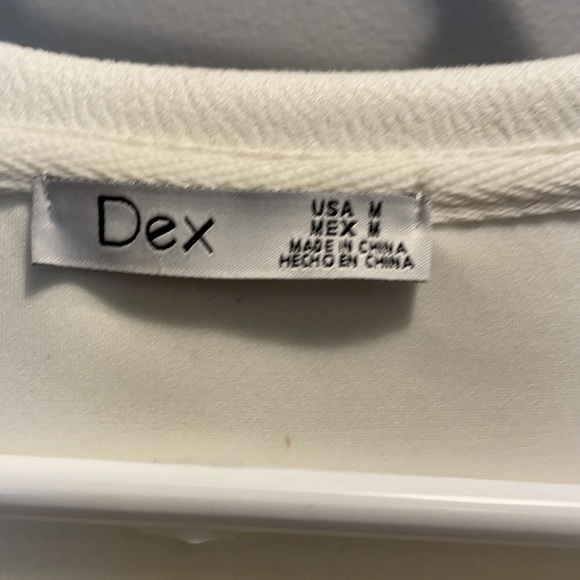 Dex
USA M
MEX M
MADE IN CHINA
HECHO EN CHINA